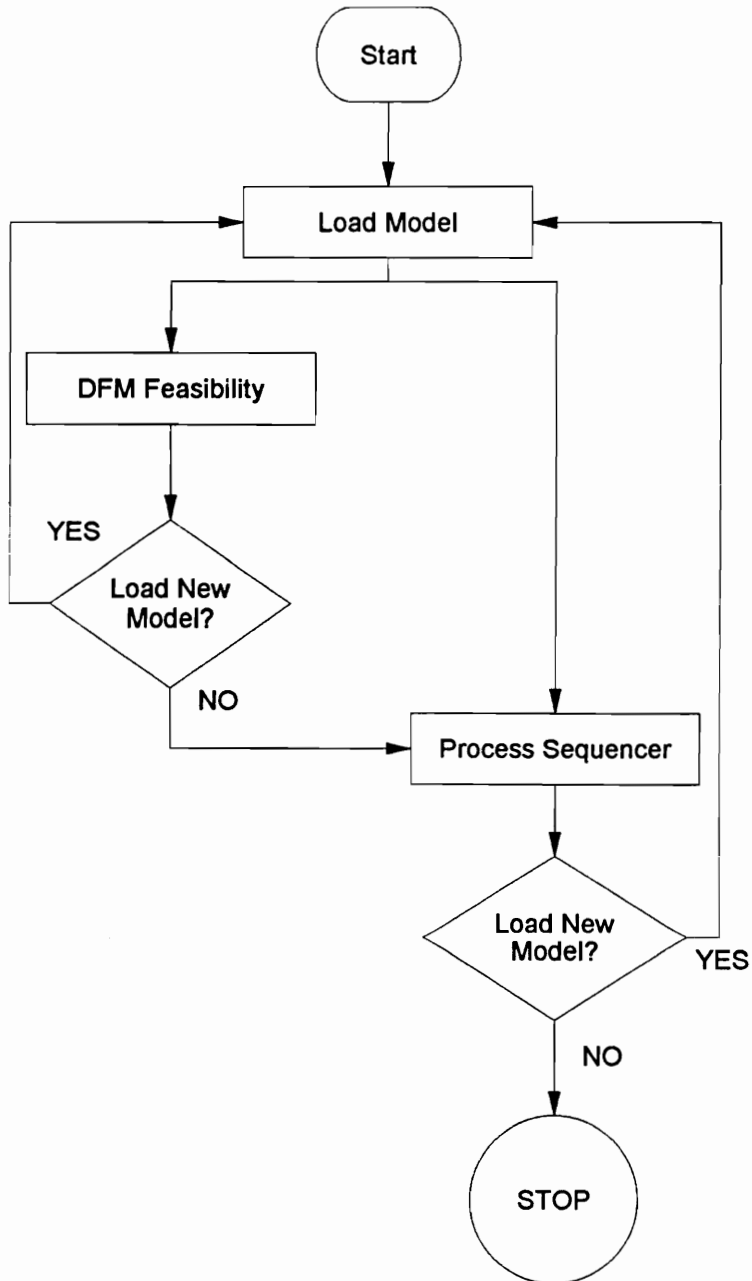 Start
Load Model
DFM Feasibility
YES
Load New
Model?
NO
Process Sequencer
Load New
Model?
YES
NO
STOP